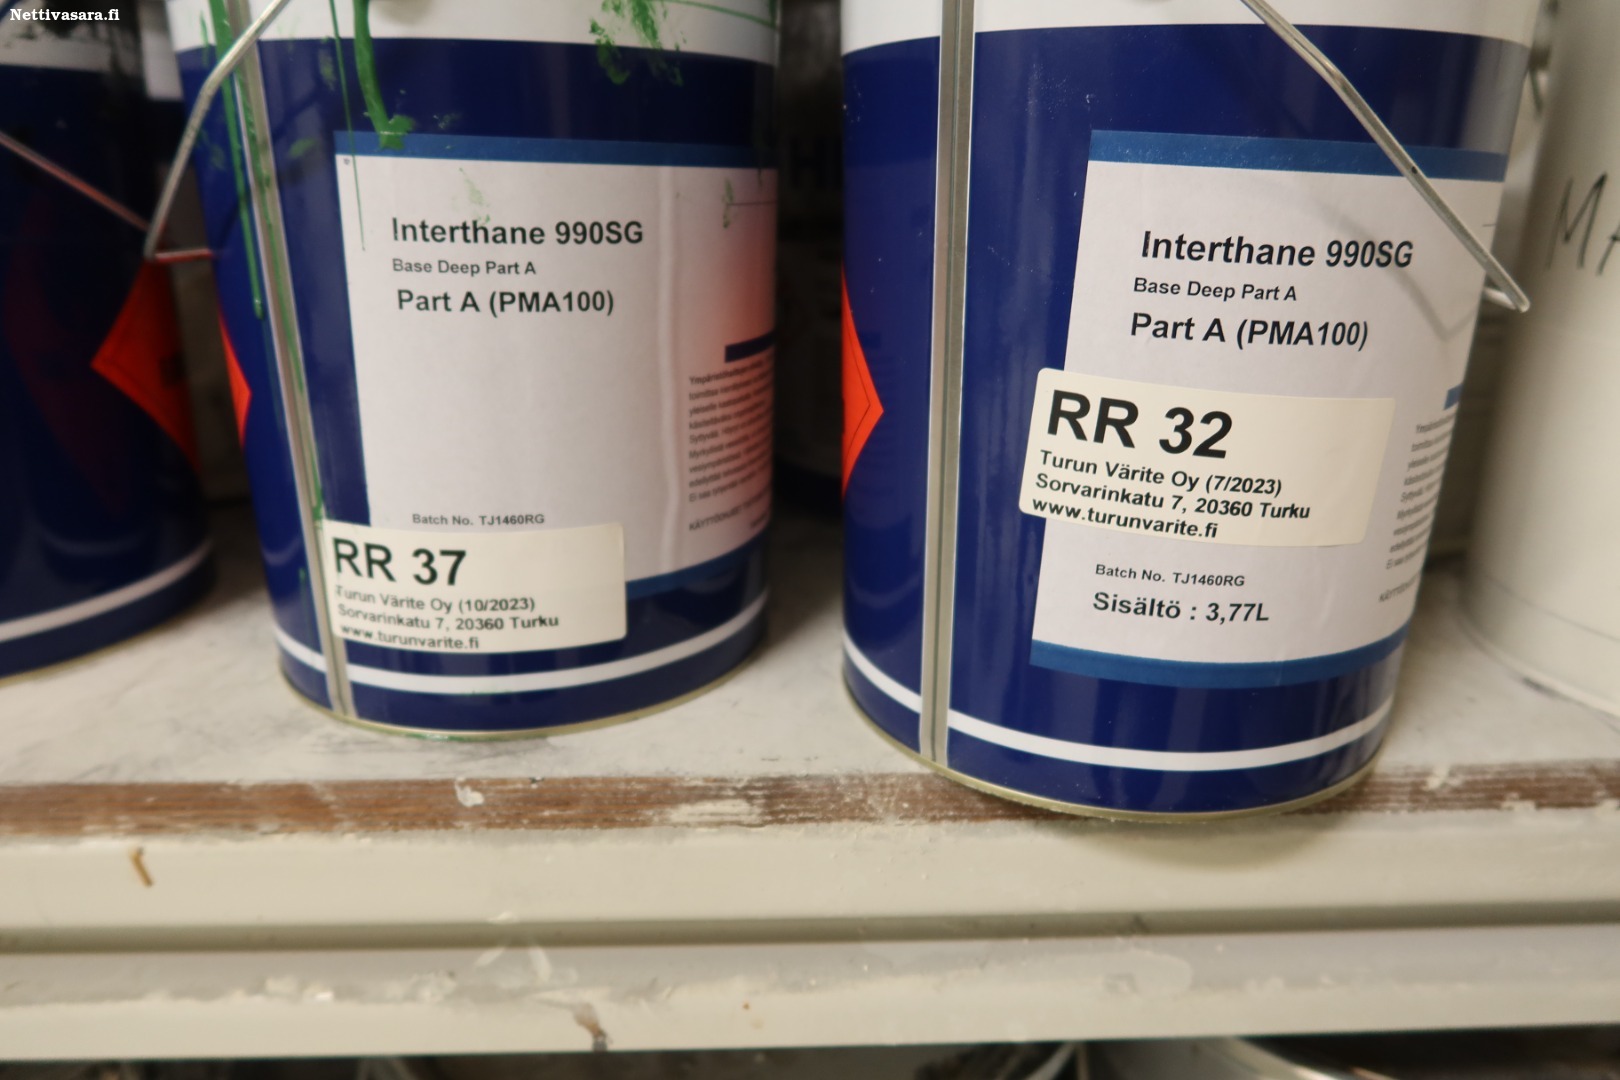 Nettivasara.fi
Interthane 990SG
Base Deep Part A
Part A (PMA100)
Batch No. TJ1460RG
RR 37
Turun Värite Oy (10/2023)
Sorvarinkatu 7, 20360 Turku
www.turunvarite.fi
Interthane 990SG
Base Deep Part A
Part A (PMA100)
RR 32
Turun Värite Oy (7/2023)
Sorvarinkatu 7, 20360 Turku
www.turunvarite.fi
Batch No. TJ1460RG
Sisältö : 3,77L
MA